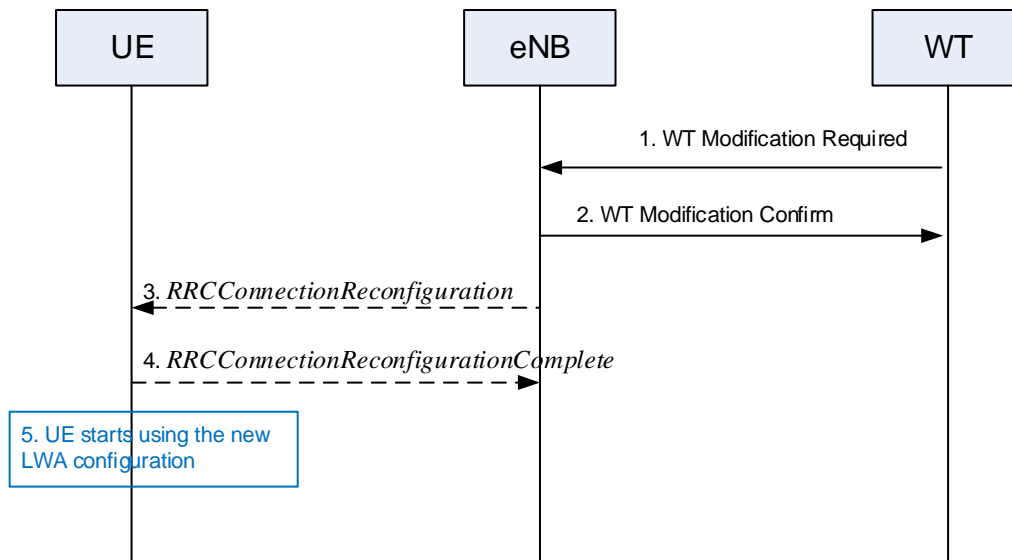 UE
eNB
WT
1. WT Modification Required
2. WT Modification Confirm
3. RRCConnectionReconfiguration
4. RRCConnectionReconfigurationComplete
5. UE starts using the new
LWA configuration